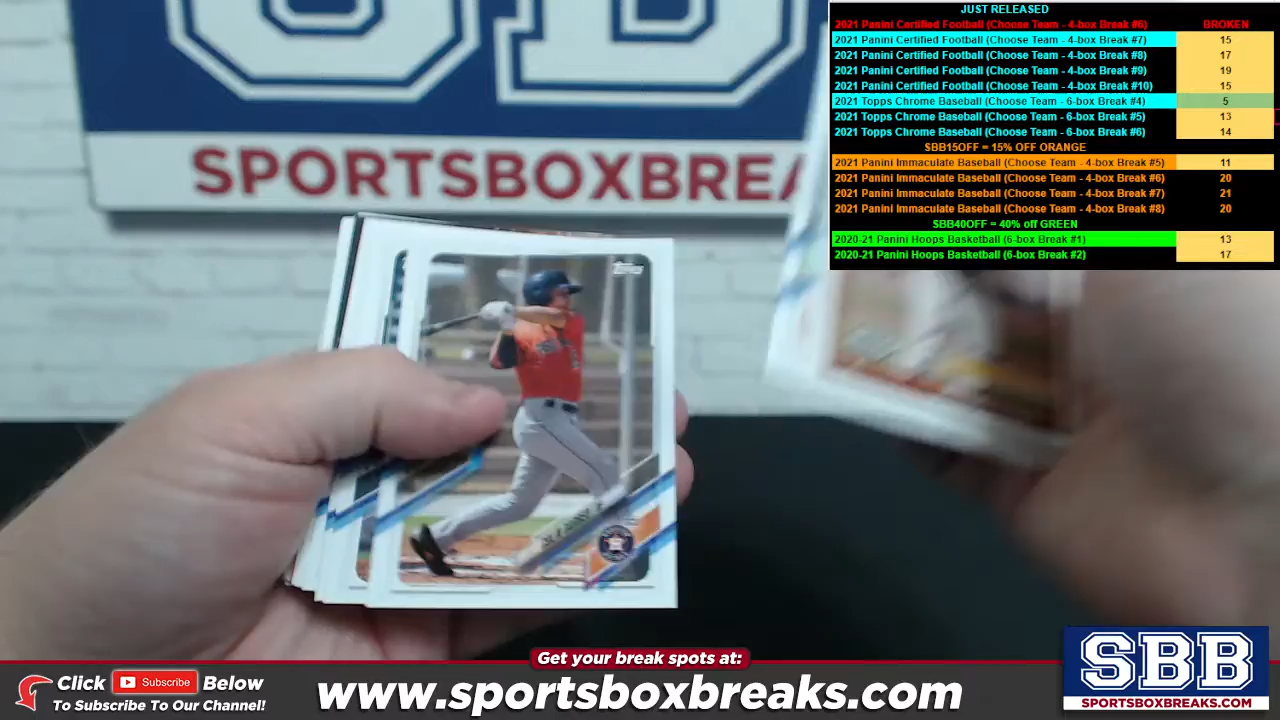 JUST RELEASED
2021 Panini Certified Football (Choose Team - 4-box Break #6) BROKEN
2021 Panini Certified Football (Choose Team - 4-box Break #7) 15
2021 Panini Certified Football (Choose Team - 4-box Break #8) 17
2021 Panini Certified Football (Choose Team - 4-box Break #9) 19
2021 Panini Certified Football (Choose Team - 4-box Break #10) 15
2021 Topps Chrome Baseball (Choose Team - 6-box Break #4) 5
2021 Topps Chrome Baseball (Choose Team - 6-box Break #5) 13
2021 Topps Chrome Baseball (Choose Team - 6-box Break #6) 14
SBB15OFF = 15% OFF ORANGE
2021 Panini Immaculate Baseball (Choose Team - 4-box Break #5) 11
2021 Panini Immaculate Baseball (Choose Team - 4-box Break #6) 20
2021 Panini Immaculate Baseball (Choose Team - 4-box Break #7) 21
2021 Panini Immaculate Baseball (Choose Team - 4-box Break #8) 20
SBB40OFF = 40% off GREEN
2020-21 Panini Hoops Basketball (6-box Break #1) 13
2020-21 Panini Hoops Basketball (6-box Break #2) 17
SPORTSBOXBREA
Topps
Get your break spots at:
Click Subscribe Below
To Subscribe To Our Channel!
www.sportsboxbreaks.com
SBB
SPORTSBOXBREAKS.COM